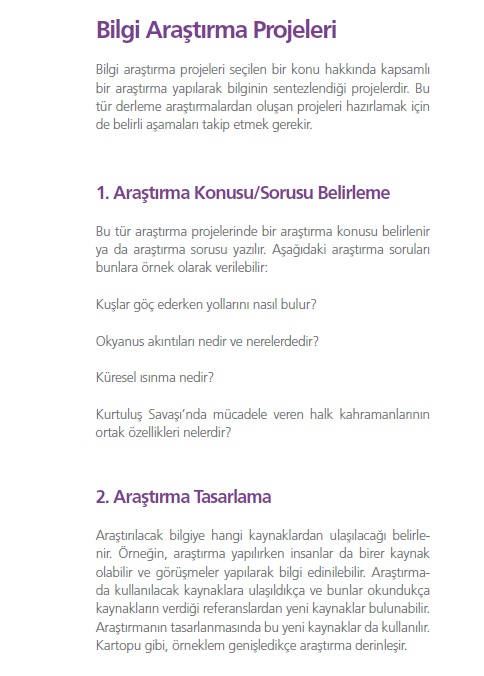 Bilgi Araştırma Projeleri
Bilgi araştırma projeleri seçilen bir konu hakkında kapsamlı
bir araştırma yapılarak bilginin sentezlendiği projelerdir. Bu
tür derleme araştırmalardan oluşan projeleri hazırlamak için
de belirli aşamaları takip etmek gerekir.
1. Araştırma Konusu/Sorusu Belirleme
Bu tür araştırma projelerinde bir araştırma konusu belirlenir
ya da araştırma sorusu yazılır. Aşağıdaki araştırma soruları
bunlara örnek olarak verilebilir:
Kuşlar göç ederken yollarını nasıl bulur?
Okyanus akıntıları nedir ve nerelerdedir?
Küresel ısınma nedir?
Kurtuluş Savaşı’nda mücadele veren halk kahramanlarının
ortak özellikleri nelerdir?
2. Araştırma Tasarlama
Araştırılacak bilgiye hangi kaynaklardan ulaşılacağı belirle-
nir. Örneğin, araştırma yapılırken insanlar da birer kaynak
olabilir ve görüşmeler yapılarak bilgi edinilebilir. Araştırma-
da kullanılacak kaynaklara ulaşıldıkça ve bunlar okundukça
kaynakların verdiği referanslardan yeni kaynaklar bulunabilir.
Araştırmanın tasarlanmasında bu yeni kaynaklar da kullanılır.
Kartopu gibi, örneklem genişledikçe araştırma derinleşir.